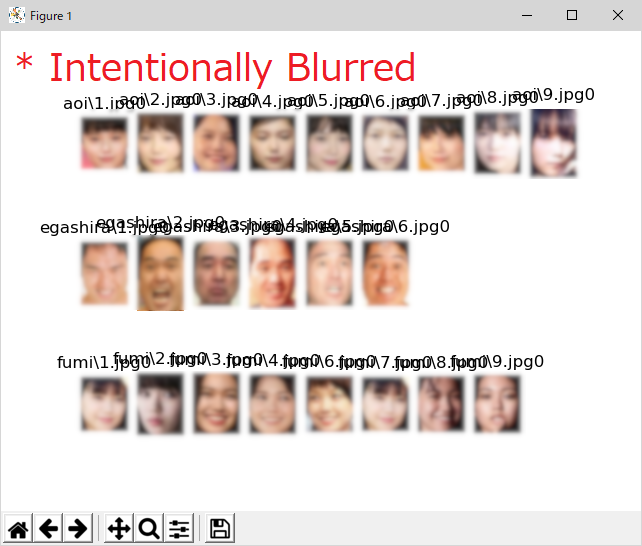 Figure 1
* Intentionally Blurred
aoi\1.jpg0 aoi\2.jpg0 aoi\3.jpg0 aoi\4.jpg0 aoi\5.jpg0 aoi\6.jpg0 aoi\7.jpg0 aoi\8.jpg0 aoi\9.jpg0
egashira\1.jpg0 egashira\2.jpg0 egashira\3.jpg0 egashira\4.jpg0 egashira\5.jpg0 egashira\6.jpg0
fumi\1.jpg0 fumi\2.jpg0 fumi\3.jpg0 fumi\4.jpg0 fumi\6.jpg0 fumi\7.jpg0 fumi\8.jpg0 fumi\9.jpg0